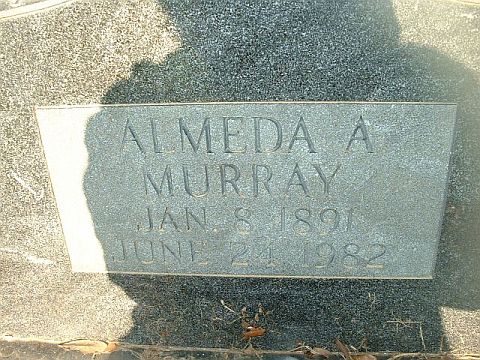 ALMEDA A
MURRAY
JAN. 8 1891
JUNE 24 1982